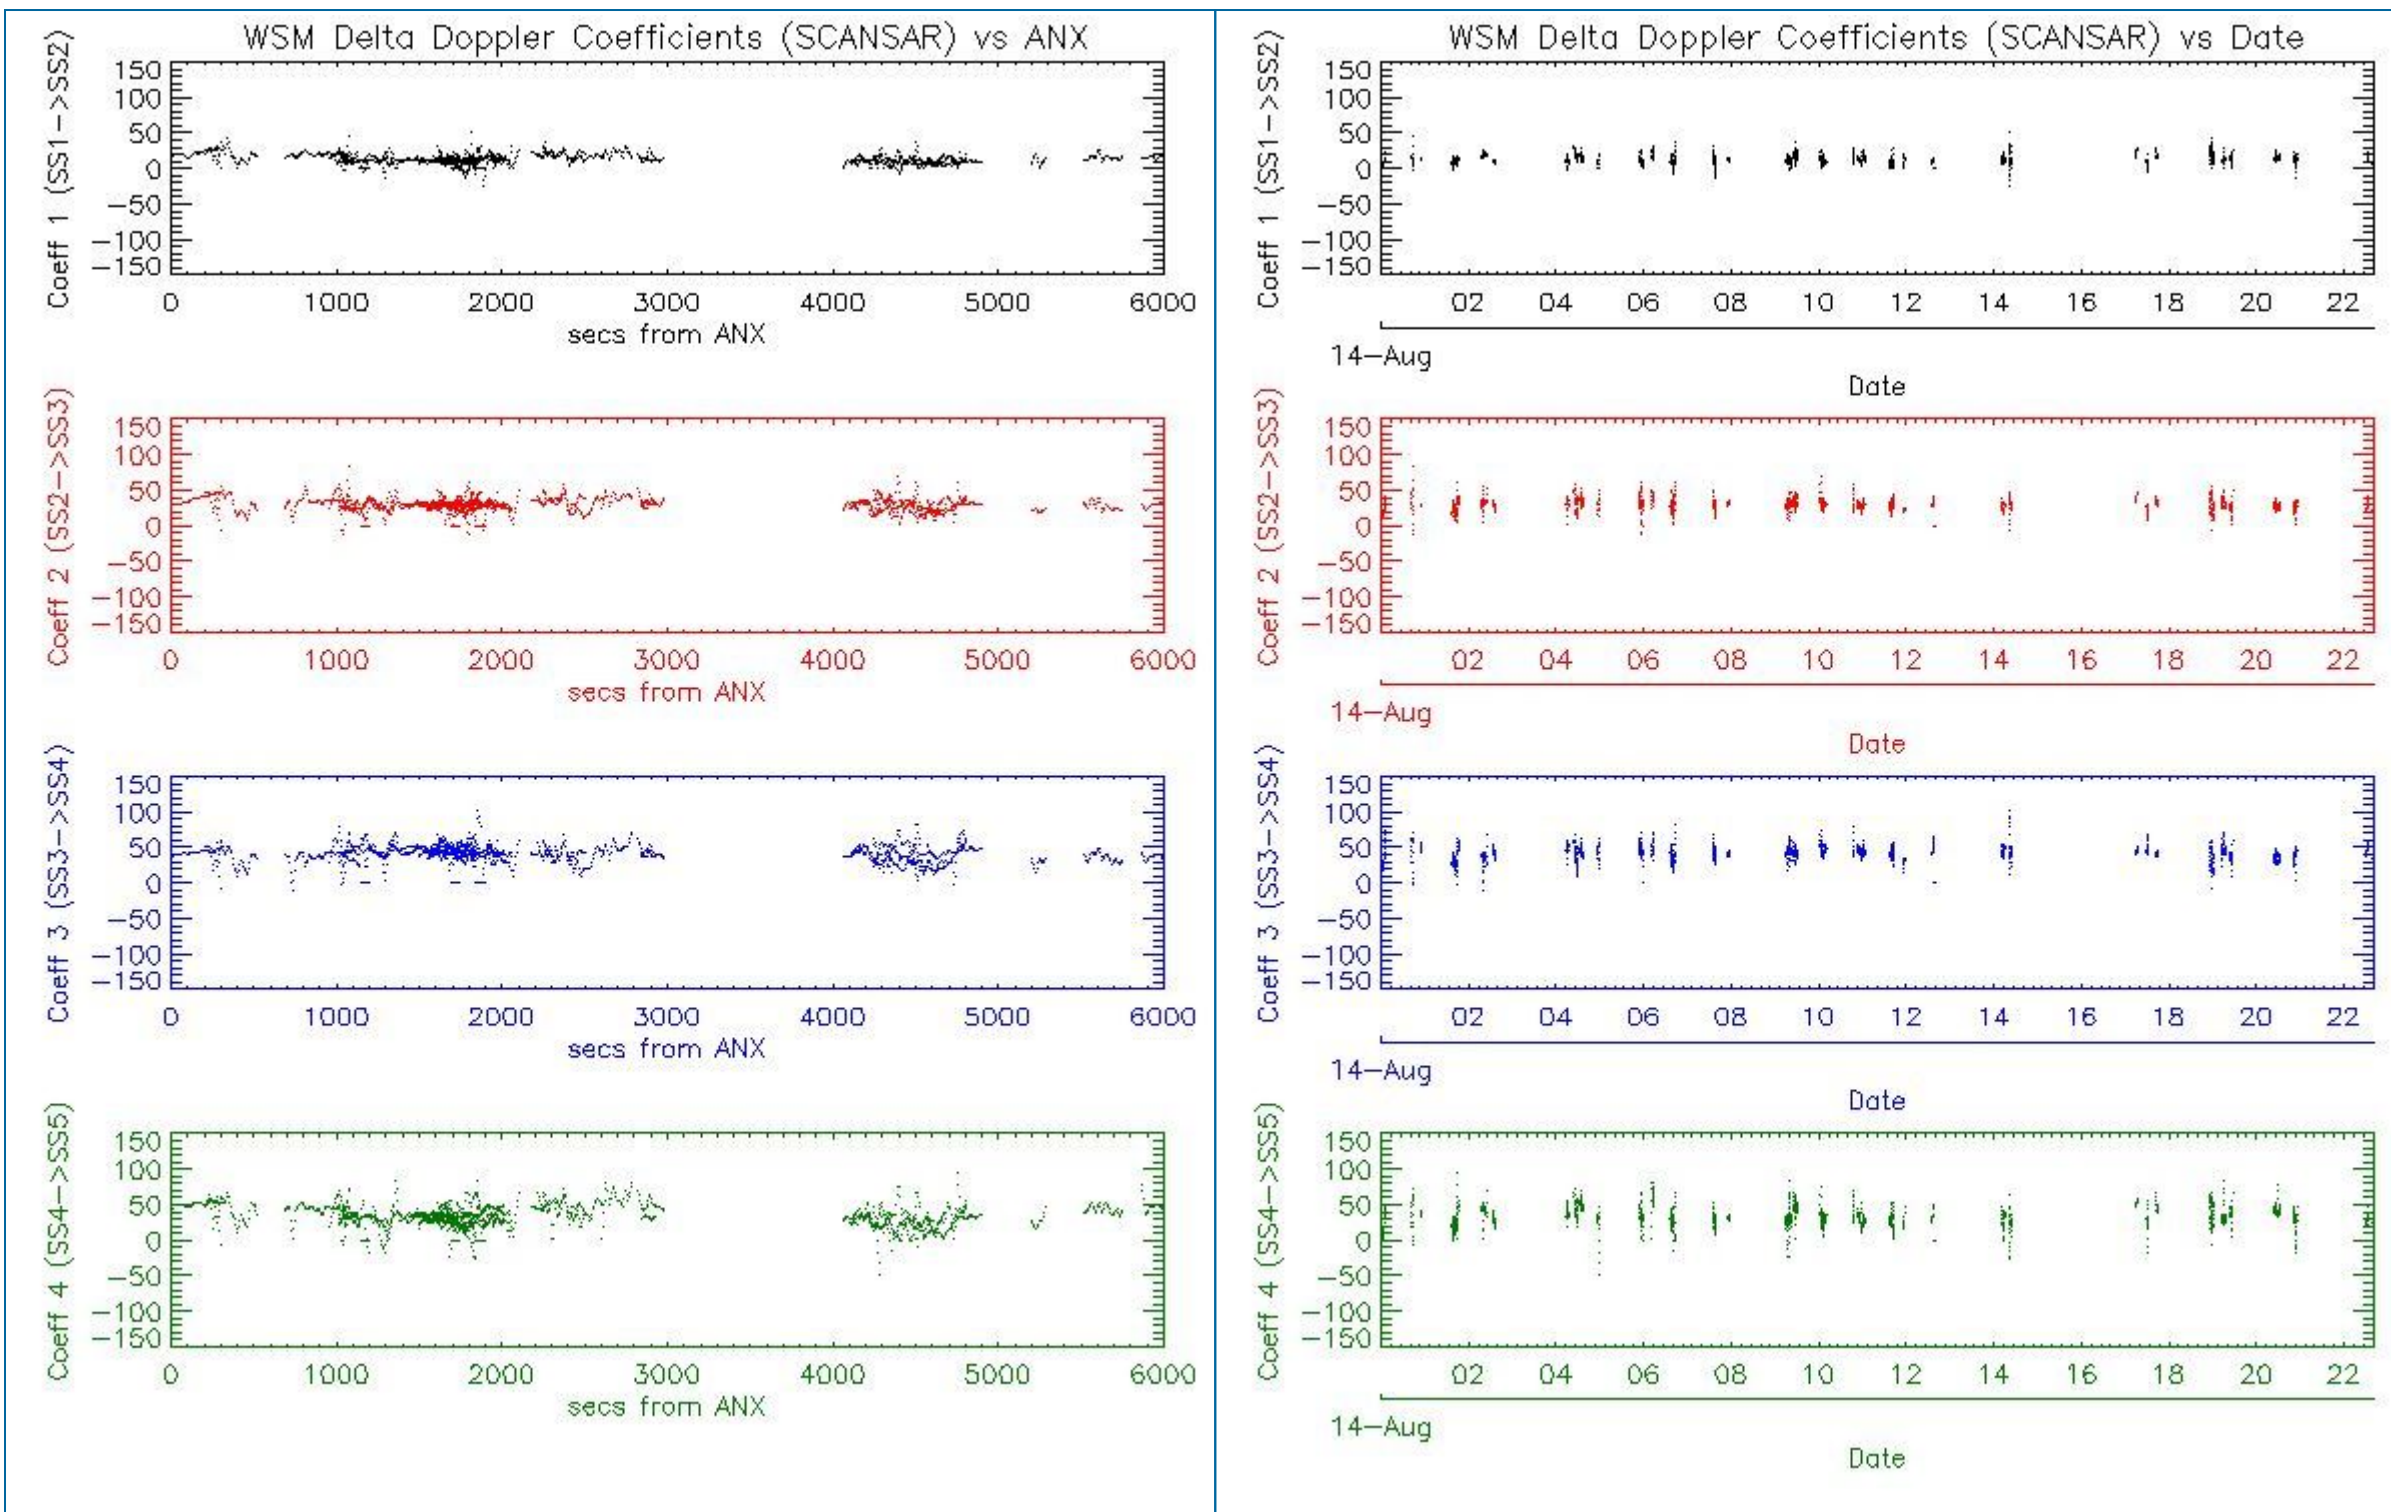 WSM Delta Doppler Coefficients (SCANSAR) vs ANX
Coeff 1 (SS1->SS2)
150
100
50
0
-50
-100
-150
0 1000 2000 3000 4000 5000 6000
secs from ANX
Coeff 2 (SS2->SS3)
150
100
50
0
-50
-100
-150
0 1000 2000 3000 4000 5000 6000
secs from ANX
Coeff 3 (SS3->SS4)
150
100
50
0
-50
-100
-150
0 1000 2000 3000 4000 5000 6000
secs from ANX
Coeff 4 (SS4->SS5)
150
100
50
0
-50
-100
-150
0 1000 2000 3000 4000 5000 6000
secs from ANX
WSM Delta Doppler Coefficients (SCANSAR) vs Date
Coeff 1 (SS1->SS2)
150
100
50
0
-50
-100
-150
02 04 06 08 10 12 14 16 18 20 22
14-Aug
Date
Coeff 2 (SS2->SS3)
150
100
50
0
-50
-100
-150
02 04 06 08 10 12 14 16 18 20 22
14-Aug
Date
Coeff 3 (SS3->SS4)
150
100
50
0
-50
-100
-150
02 04 06 08 10 12 14 16 18 20 22
14-Aug
Date
Coeff 4 (SS4->SS5)
150
100
50
0
-50
-100
-150
02 04 06 08 10 12 14 16 18 20 22
14-Aug
Date